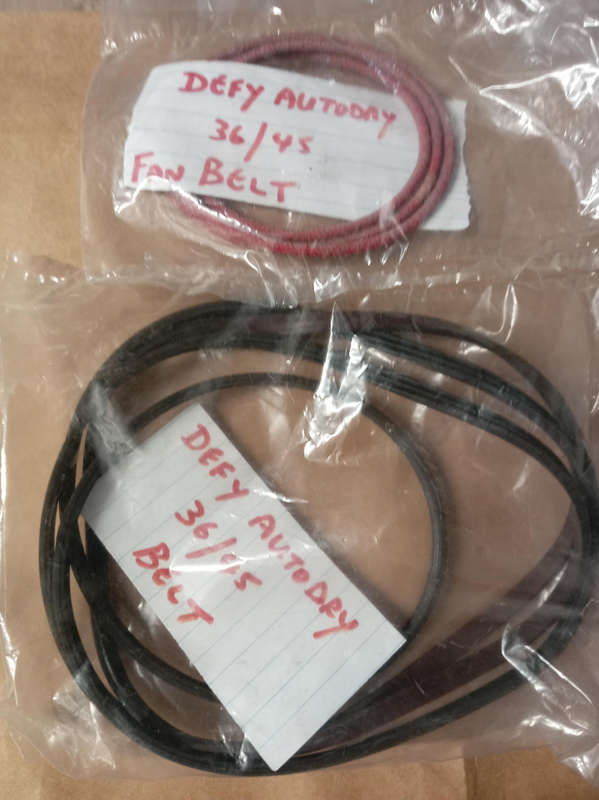 DEFY AUTODRY
36/45
FAN BELT
DEFY AUTODRY
36/45
BELT